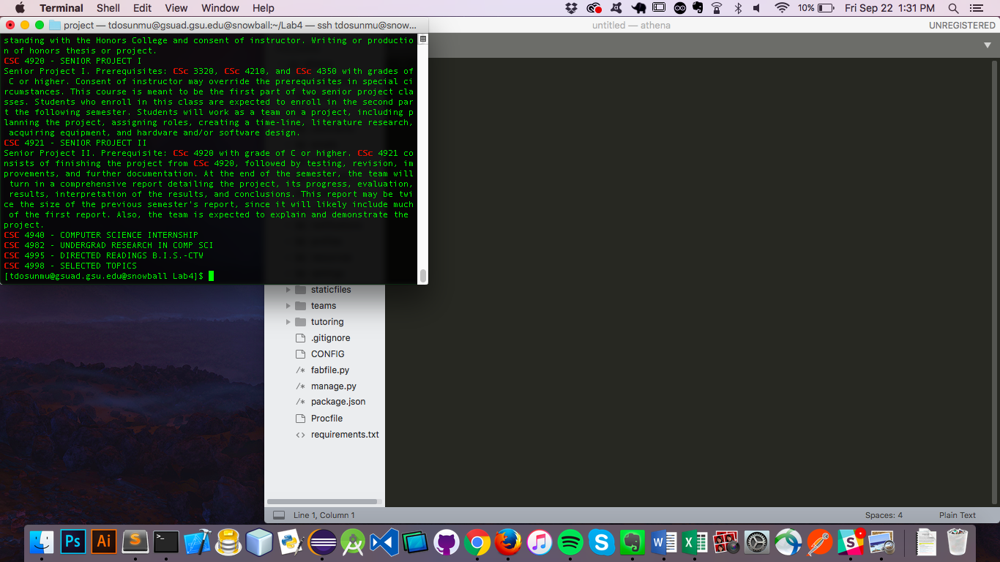 Terminal Shell Edit View Window Help 10% Fri Sep 22 1:31 PM
project — tdosunmu@gsuad.gsu.edu@snowball:~/Lab4 — ssh tdosunmu@snow...
untitled — athena
UNREGISTERED
standing with the Honors College and consent of instructor. Writing or productio
n of honors thesis or project.
CSC 4920 - SENIOR PROJECT I
Senior Project I. Prerequisites: CSc 3320, CSc 4210, and CSc 4350 with grades of
C or higher. Consent of instructor may override the prerequisites in special ci
rcumstances. This course is meant to be the first part of two senior project cla
sses. Students who enroll in this class are expected to enroll in the second par
t the following semester. Students will work as a team on a project, including p
lanning the project, assigning roles, creating a time-line, literature research,
acquiring equipment, and hardware and/or software design.
CSC 4921 - SENIOR PROJECT II
Senior Project II. Prerequisite: CSc 4920 with grade of C or higher. CSc 4921 co
nsists of finishing the project from CSc 4920, followed by testing, revision, im
provements, and further documentation. At the end of the semester, the team will
turn in a comprehensive report detailing the project, its progress, evaluation,
results, interpretation of the results, and conclusions. This report may be twi
ce the size of the previous semester's report, since it will likely include much
of the first report. Also, the team is expected to explain and demonstrate the
project.
CSC 4940 - COMPUTER SCIENCE INTERNSHIP
CSC 4982 - UNDERGRAD RESEARCH IN COMP SCI
CSC 4995 - DIRECTED READINGS B.I.S.-CTW
CSC 4998 - SELECTED TOPICS
[tdosunmu@gsuad.gsu.edu@snowball Lab4]$
staticfiles
teams
tutoring
.gitignore
CONFIG
/* fabfile.py
/* manage.py
/* package.json
Procfile
<> requirements.txt
Line 1, Column 1
Spaces: 4
Plain Text
Ps
Ai